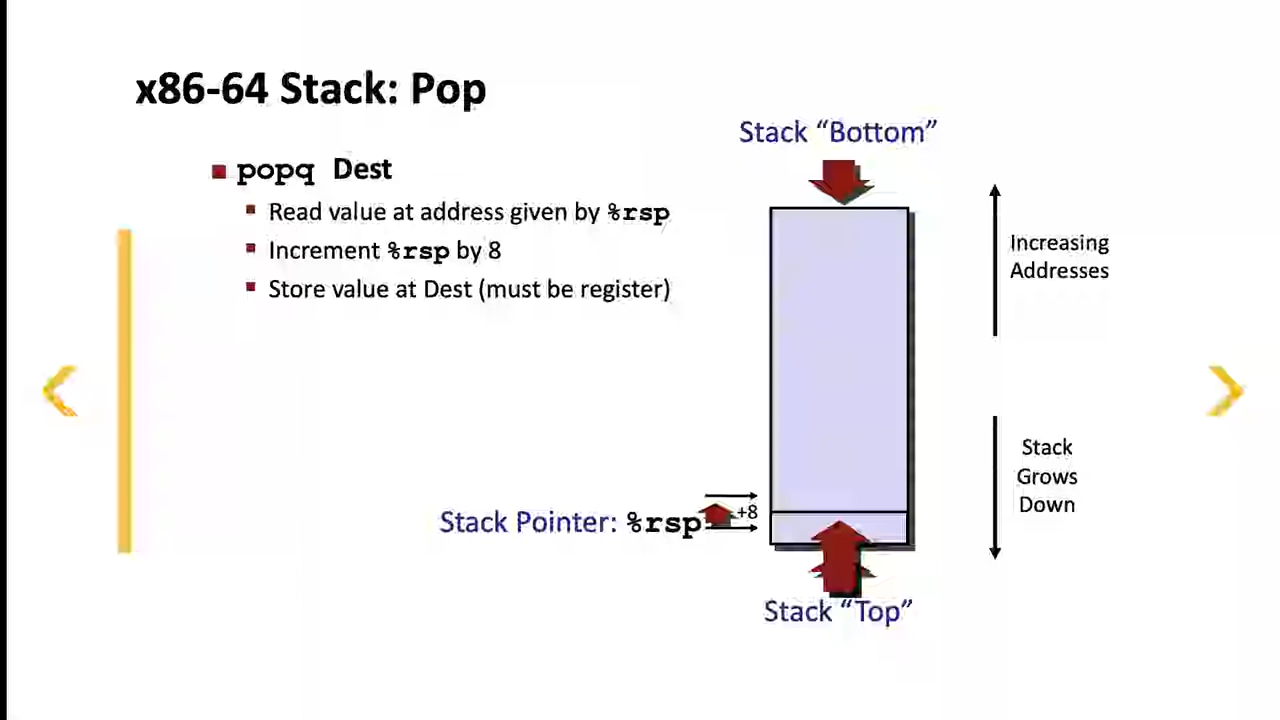 x86-64 Stack: Pop
popq Dest
Read value at address given by %rsp
Increment %rsp by 8
Store value at Dest (must be register)
Stack “Bottom”
Increasing
Addresses
Stack
Grows
Down
Stack Pointer: %rsp
+8
Stack “Top”